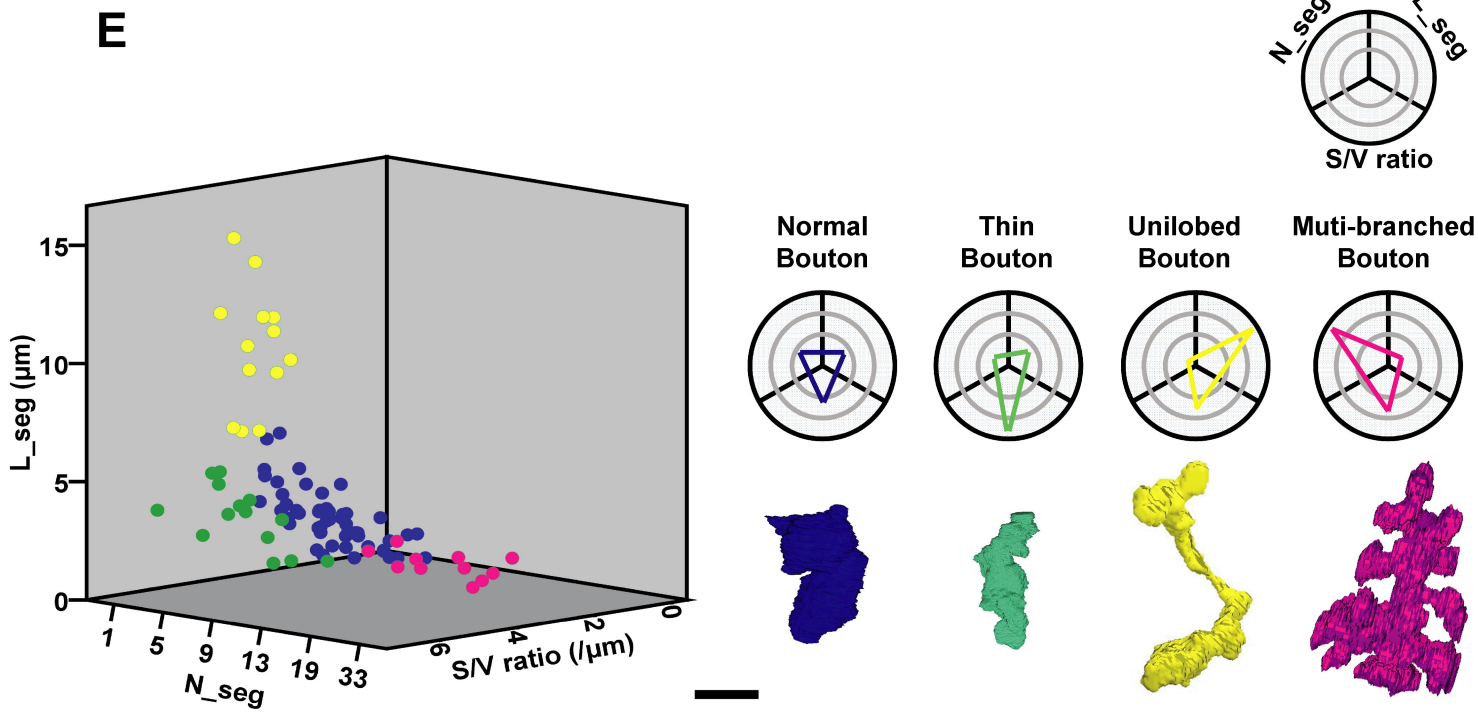 E
N_seg
L_seg
S/V ratio
Normal
Bouton
Thin
Bouton
Unilobed
Bouton
Muti-branched
Bouton
15
10
5
0
L_seg (μm)
1
5
9
13
19
33
N_seg
6
4
2
0
S/V ratio (/μm)